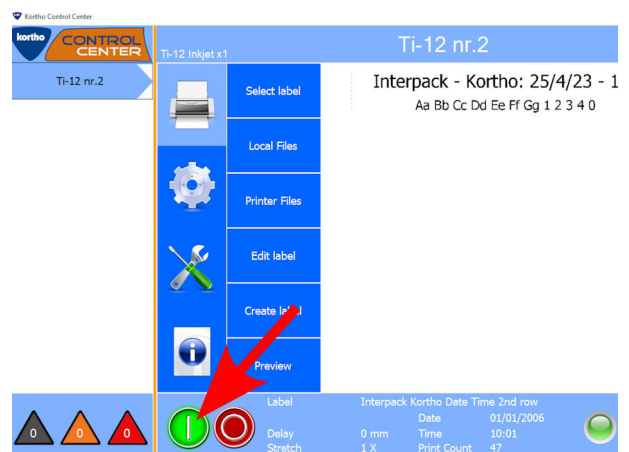 Kortho Control Center
kortho
CONTROL
CENTER
Ti-12 Inkjet x1
Ti-12 nr.2
Ti-12 nr.2
Select label
Local Files
Printer Files
Edit label
Create label
Preview
Interpack - Kortho: 25/4/23 - 1
Aa Bb Cc Dd Ee Ff Gg 1 2 3 4 0
0 0 0
Label Interpack Kortho Date Time 2nd row
Date 01/01/2006
Delay 0 mm Time 10:01
Stretch 1 X Print Count 47